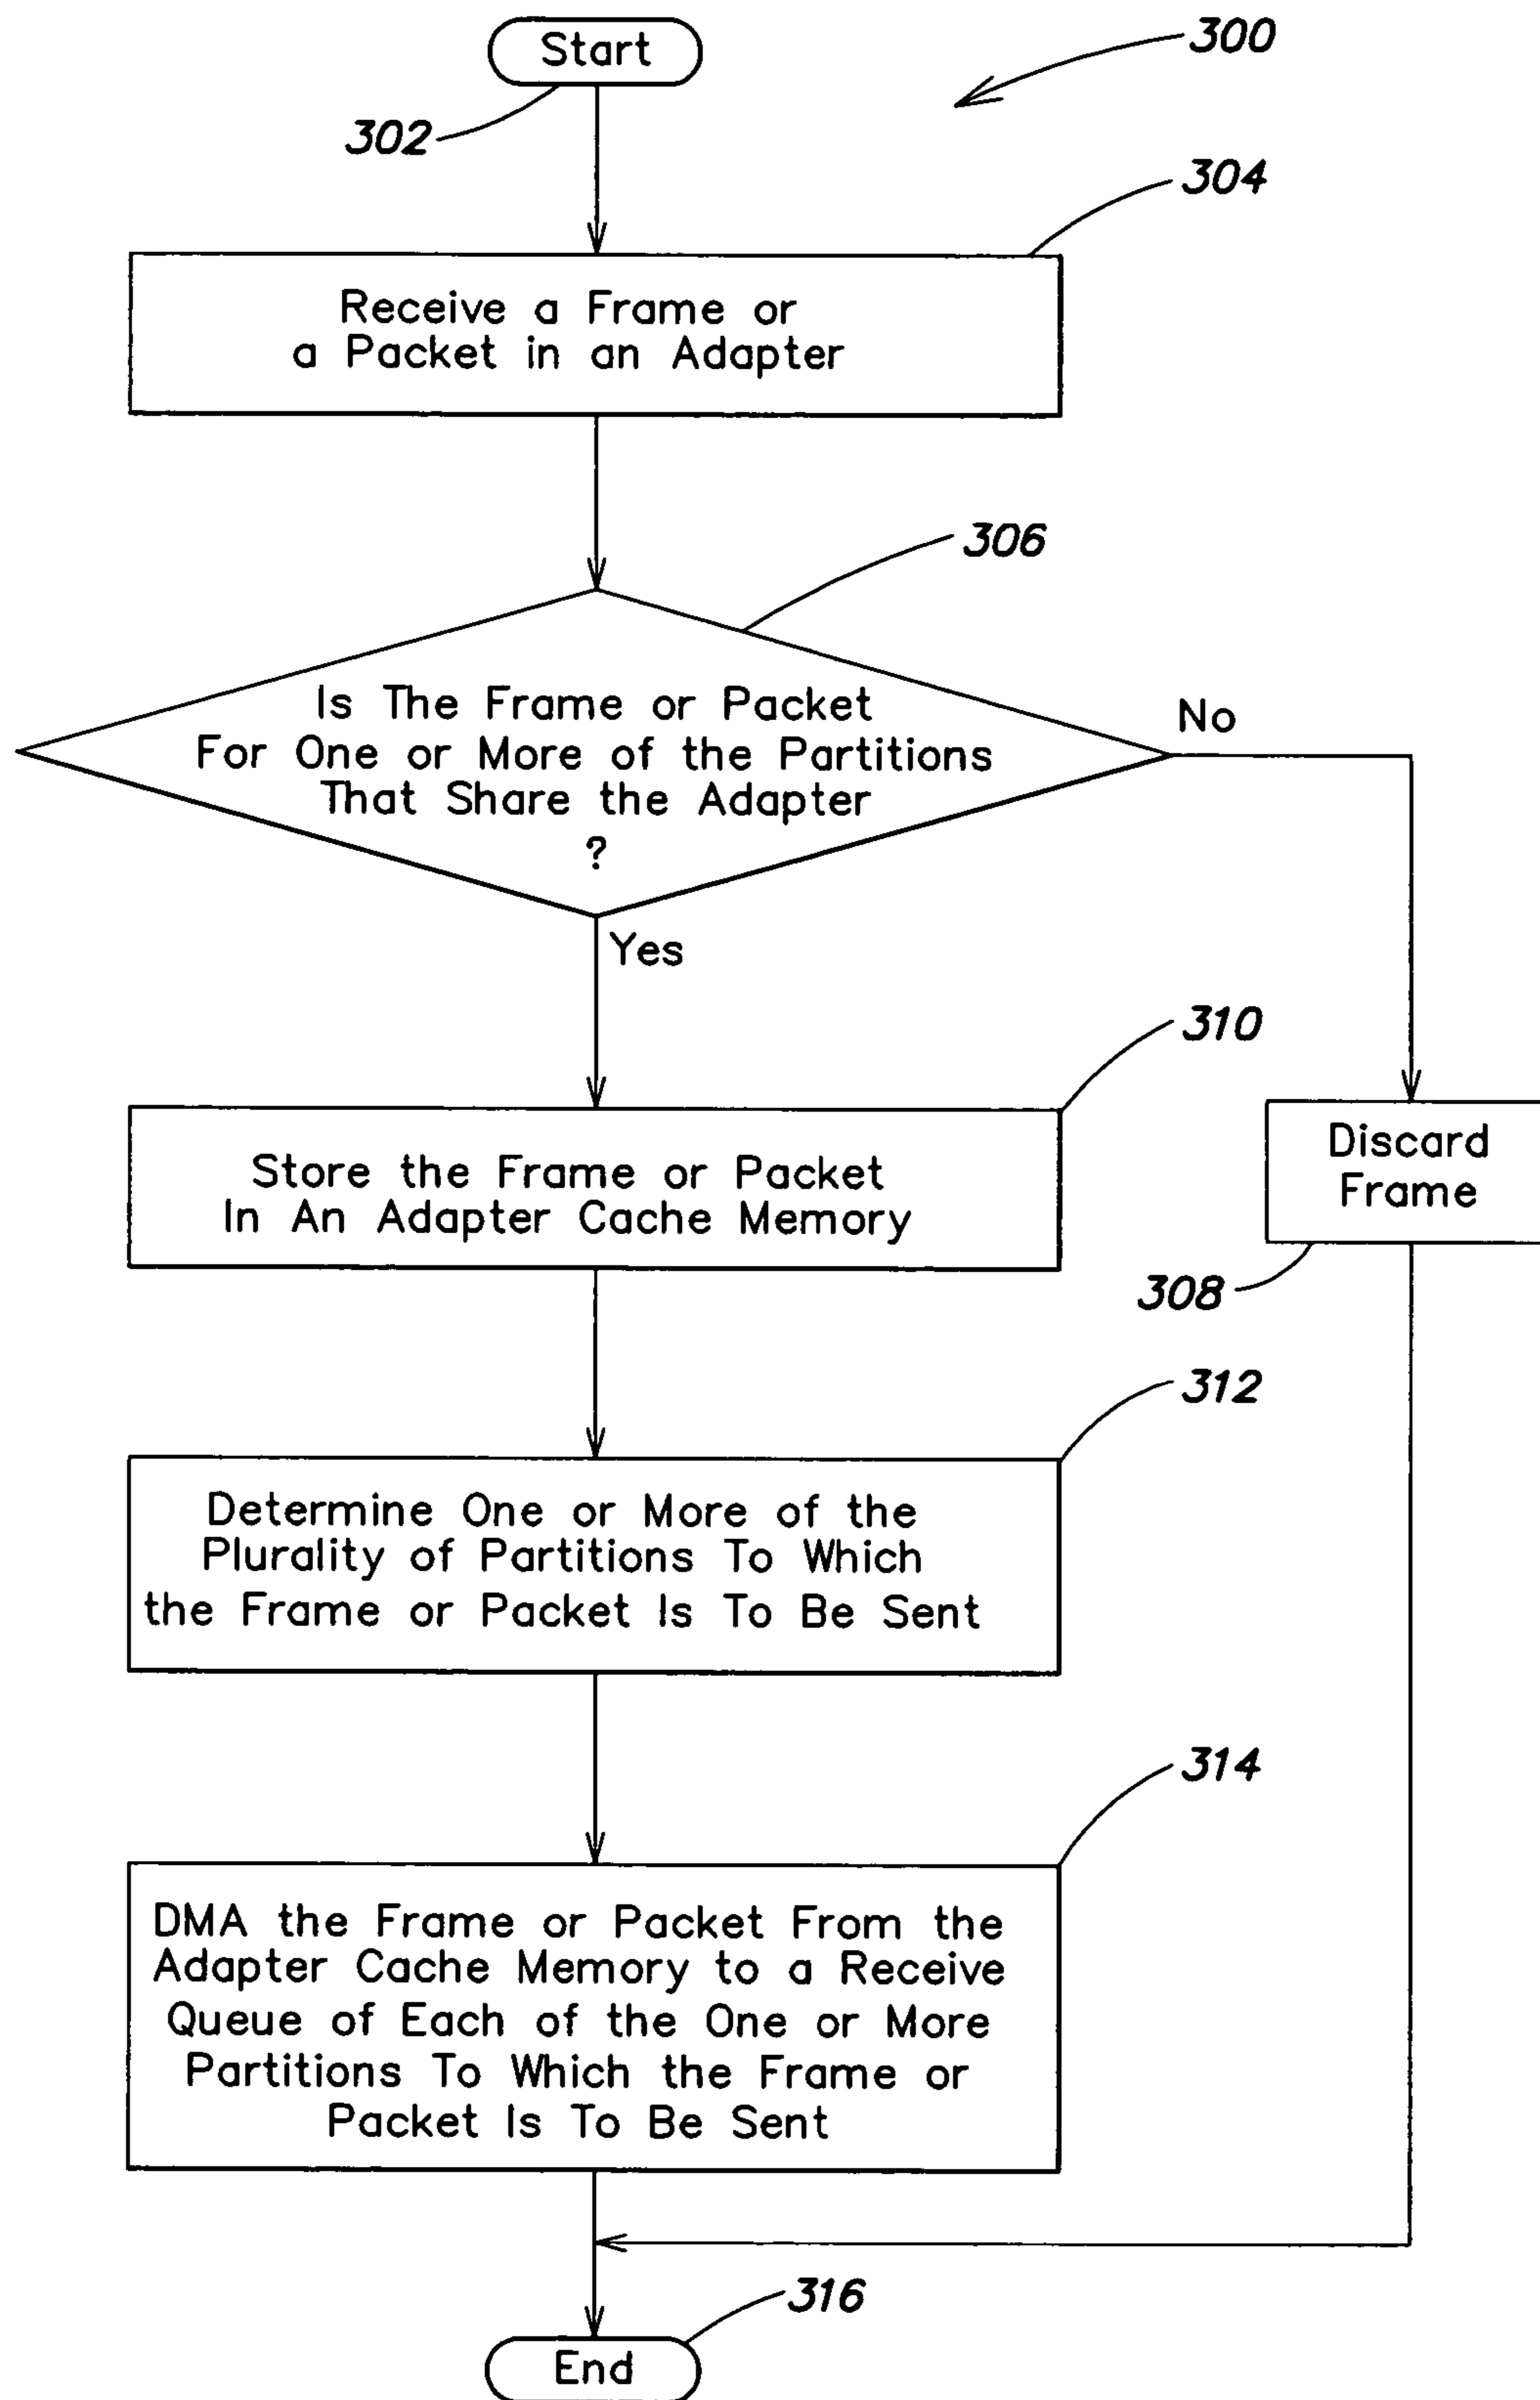 Start
300
302
304
Receive a Frame or
a Packet in an Adapter
306
Is The Frame or Packet
For One or More of the Partitions
That Share the Adapter
?
No
Yes
310
Store the Frame or Packet
In An Adapter Cache Memory
Discard
Frame
308
312
Determine One or More of the
Plurality of Partitions To Which
the Frame or Packet Is To Be Sent
314
DMA the Frame or Packet From the
Adapter Cache Memory to a Receive
Queue of Each of the One or More
Partitions To Which the Frame or
Packet Is To Be Sent
316
End